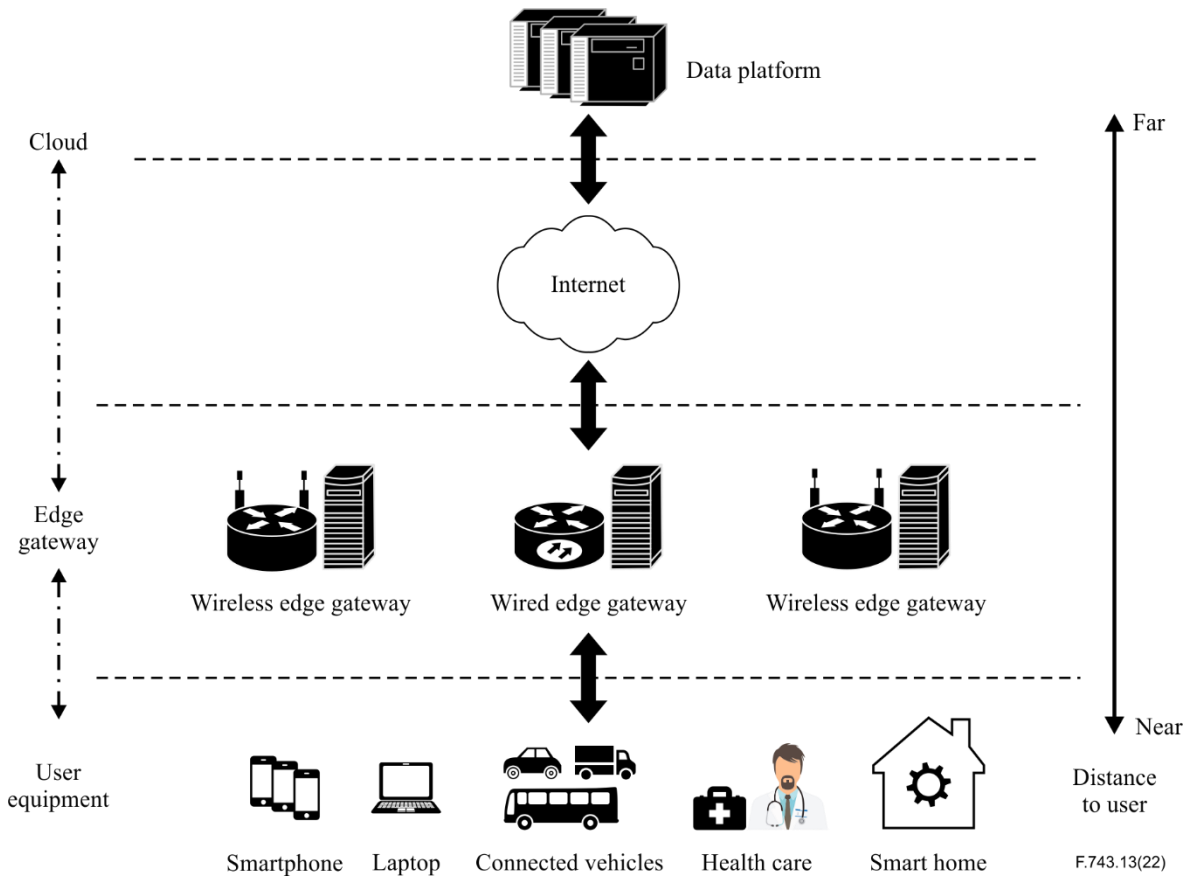 Data platform
Cloud
Far
Internet
Edge
gateway
Wireless edge gateway
Wired edge gateway
Wireless edge gateway
Near
User
equipment
Distance
to user
Smartphone
Laptop
Connected vehicles
Health care
Smart home
F.743.13(22)